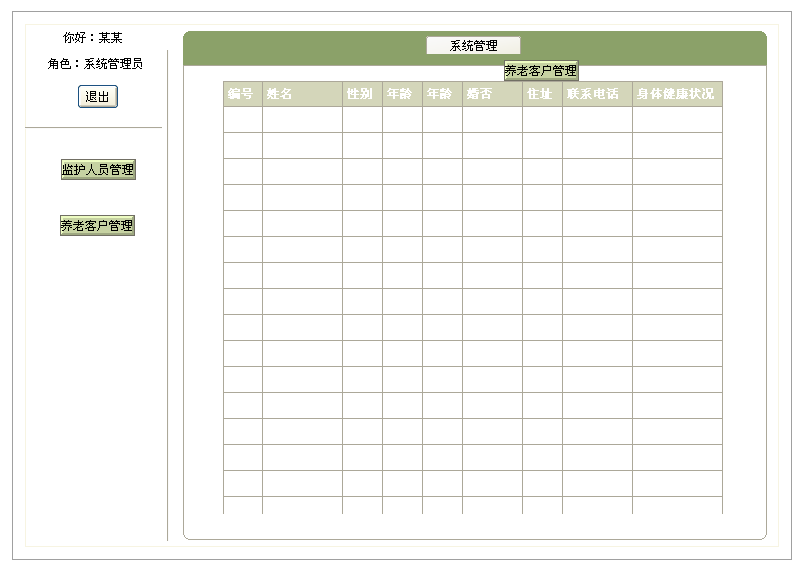 你好：某某
角色：系统管理员
退出
监护人员管理
养老客户管理
系统管理
养老客户管理
编号 姓名 性别 年龄 年龄 婚否 住址 联系电话 身体健康状况